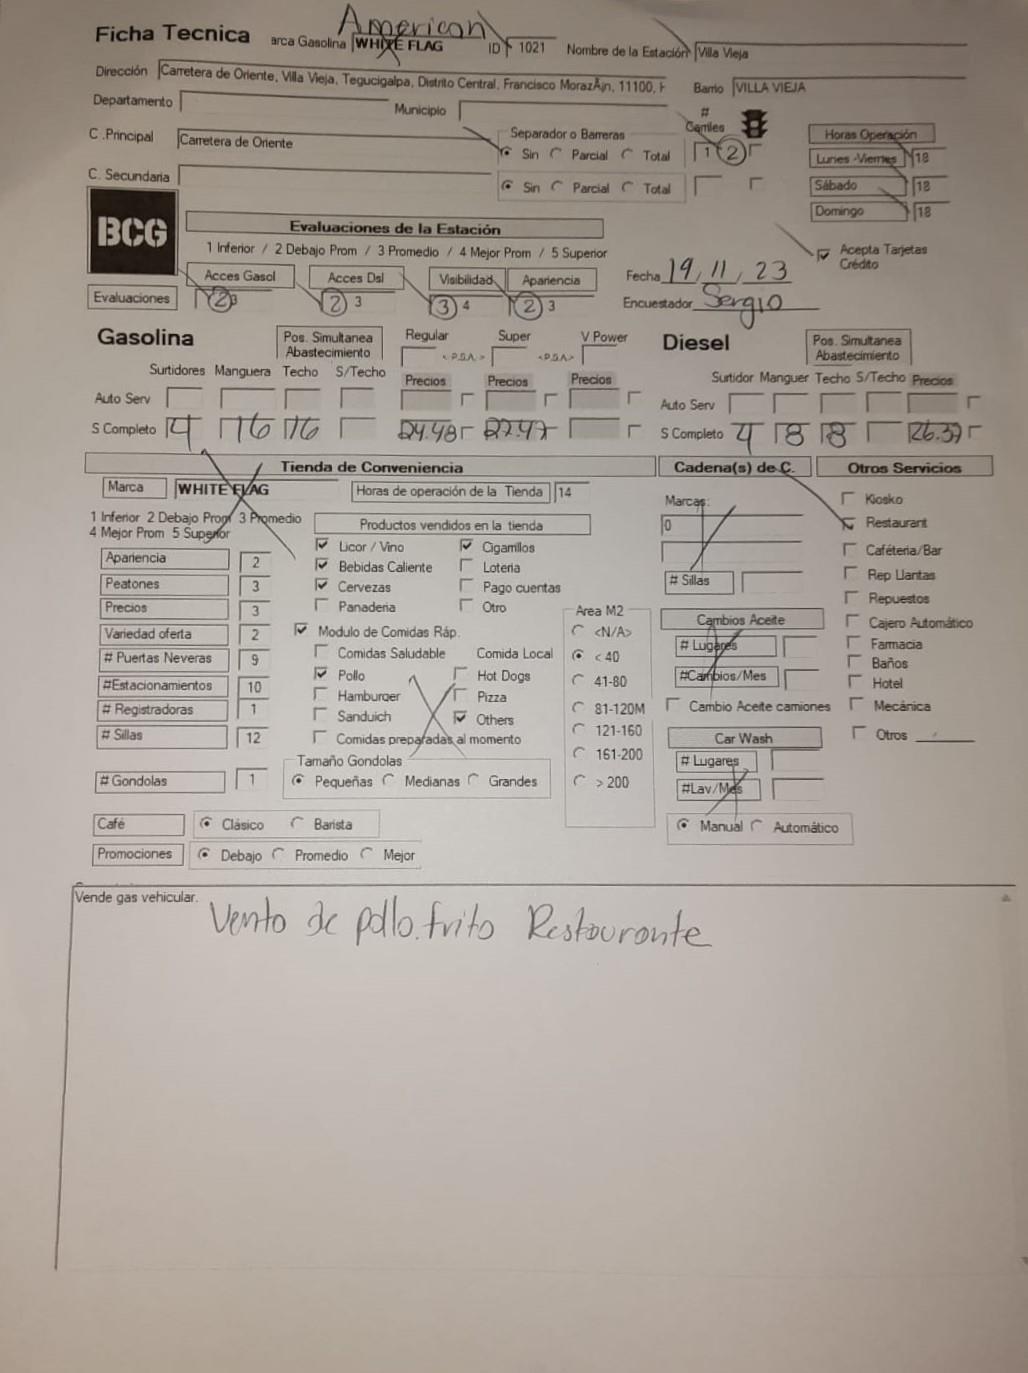 American
Ficha Tecnica arca Gasolina WHITE FLAG ID 1021 Nombre de la Estación Villa Vieja
Dirección Carretera de Oriente, Villa Vieja, Tegucigalpa, Distrito Central, Francisco MorazÃ¡n, 11100, H Barrio VILLA VIEJA
Departamento Municipio
C .Principal Carretera de Oriente Separador o Barreras # Carriles Horas Operación
Sin Parcial Total 1 2 Lunes -Viernes 18
C. Secundaria Sin Parcial Total Sábado 18
Domingo 18
BCG
Evaluaciones de la Estación
1 Inferior / 2 Debajo Prom / 3 Promedio / 4 Mejor Prom / 5 Superior Acepta Tarjetas Crédito
Acces Gasol Acces Dsl Visibilidad Apariencia Fecha 19, 11, 23
Evaluaciones 2 3 2 3 3 4 2 3 Encuestador Sergio
Gasolina Pos. Simultanea Abastecimiento Regular Super V Power Diesel Pos. Simultanea Abastecimiento
< P.S.A. > < P.S.A>
Surtidores Manguera Techo S/Techo Precios Precios Precios Surtidor Manguer Techo S/Techo Precios
Auto Serv Auto Serv
S Completo 4 16 16 24.48 27.47 S Completo 4 8 8 26.37
Tienda de Conveniencia Cadena(s) de C. Otros Servicios
Marca WHITE FLAG Horas de operación de la Tienda 14
1 Inferior 2 Debajo Prom 3 Promedio
4 Mejor Prom 5 Superior
Apariencia 2
Peatones 3
Precios 3
Variedad oferta 2
# Puertas Neveras 9
#Estacionamientos 10
# Registradoras 1
# Sillas 12
# Gondolas 1
Productos vendidos en la tienda
Licor / Vino Cigarrillos
Bebidas Caliente Loteria
Cervezas Pago cuentas
Panaderia Otro
Modulo de Comidas Ráp.
Comidas Saludable Comida Local
Pollo Hot Dogs
Hamburger Pizza
Sanduich Others
Comidas preparadas al momento
Tamaño Gondolas
Pequeñas Medianas Grandes
Area M2
<N/A>
< 40
41-80
81-120M
121-160
161-200
> 200
Marcas:
0
# Sillas
Cambios Aceite
# Lugares
#Cambios/Mes
Cambio Aceite camiones
Car Wash
# Lugares
#Lav/Mes
Manual Automático
Kiosko
Restaurant
Caféteria/Bar
Rep Llantas
Repuestos
Cajero Automático
Farmacia
Baños
Hotel
Mecánica
Otros
Café Clásico Barista
Promociones Debajo Promedio Mejor
Vende gas vehicular.
Venta de pollo frito Restaurante